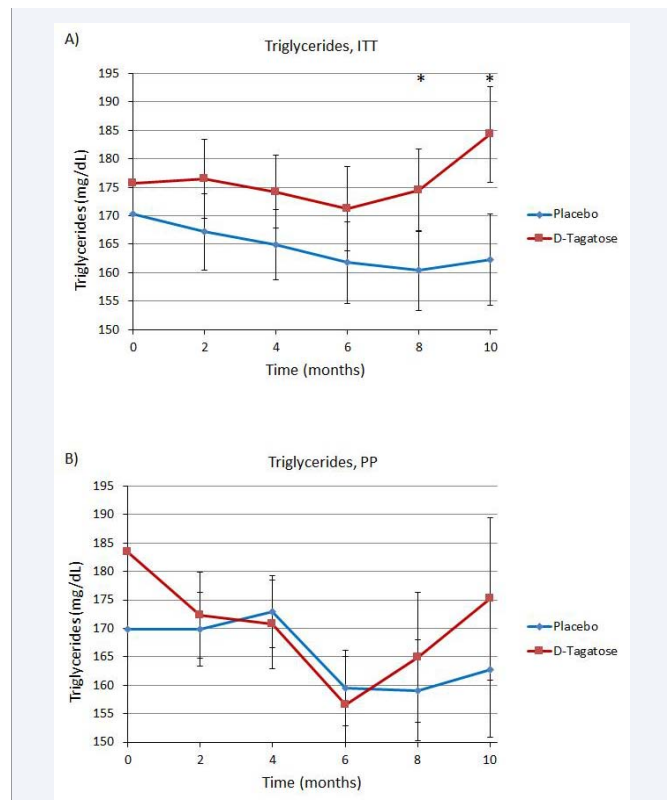 A)
Triglycerides, ITT
Triglycerides (mg/dL)
195
190
185
180
175
170
165
160
155
150
* *
0 2 4 6 8 10
Time (months)
Placebo
D-Tagatose
B)
Triglycerides, PP
Triglycerides (mg/dL)
195
190
185
180
175
170
165
160
155
150
0 2 4 6 8 10
Time (months)
Placebo
D-Tagatose